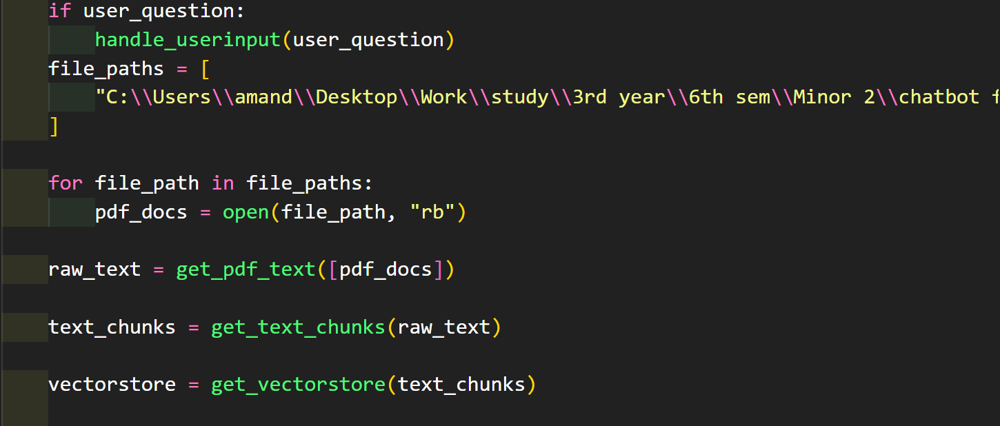 if user_question:
handle_userinput(user_question)
file_paths = [
"C:\\Users\\amand\\Desktop\\Work\\study\\3rd year\\6th sem\\Minor 2\\chatbot
]
for file_path in file_paths:
pdf_docs = open(file_path, "rb")
raw_text = get_pdf_text([pdf_docs])
text_chunks = get_text_chunks(raw_text)
vectorstore = get_vectorstore(text_chunks)